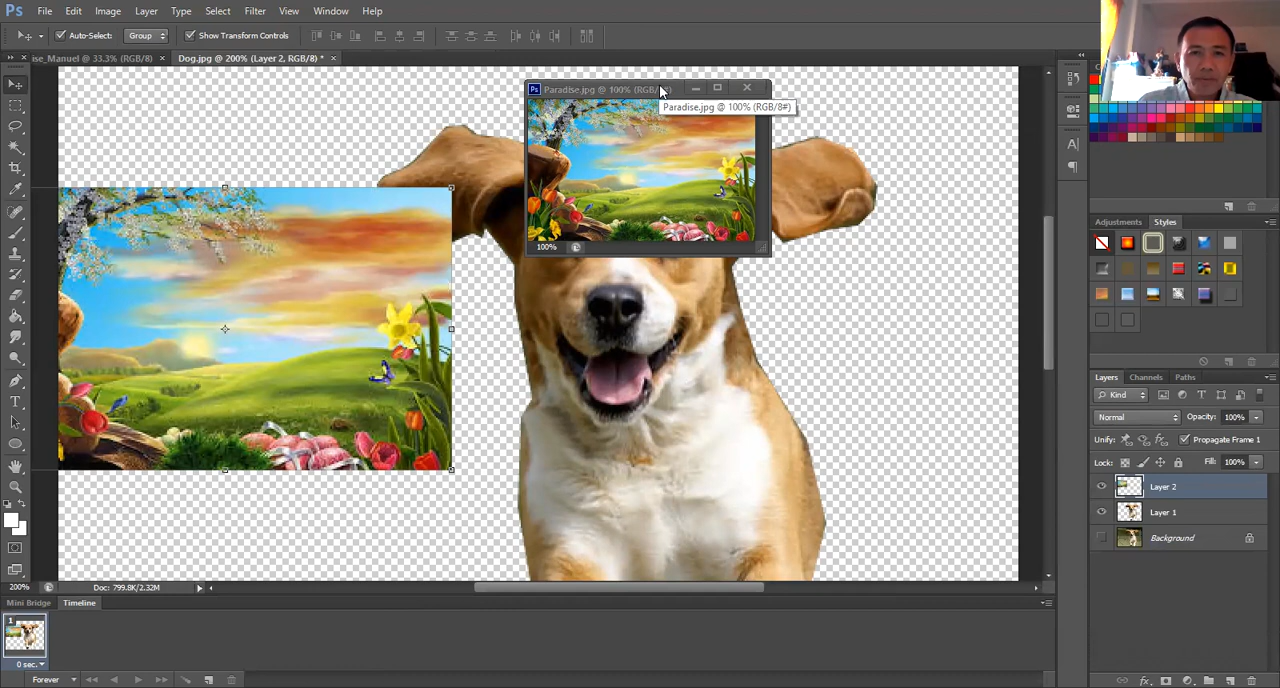 Ps File Edit Image Layer Type Select Filter View Window Help
Auto-Select: Group Show Transform Controls
ise_Manuel @ 33.3% (RGB/8) × Dog.jpg @ 200% (Layer 2, RGB/8) * ×
Ps Paradise.jpg @ 100% (RGB/8#)
Paradise.jpg @ 100% (RGB/8#)
100%
Adjustments Styles
Layers Channels Paths
Kind
Normal Opacity: 100%
Unify: Propagate Frame 1
Lock: Fill: 100%
Layer 2
Layer 1
Background
200% Doc: 799.8K/2.32M
Mini Bridge Timeline
1
0 sec.
Forever